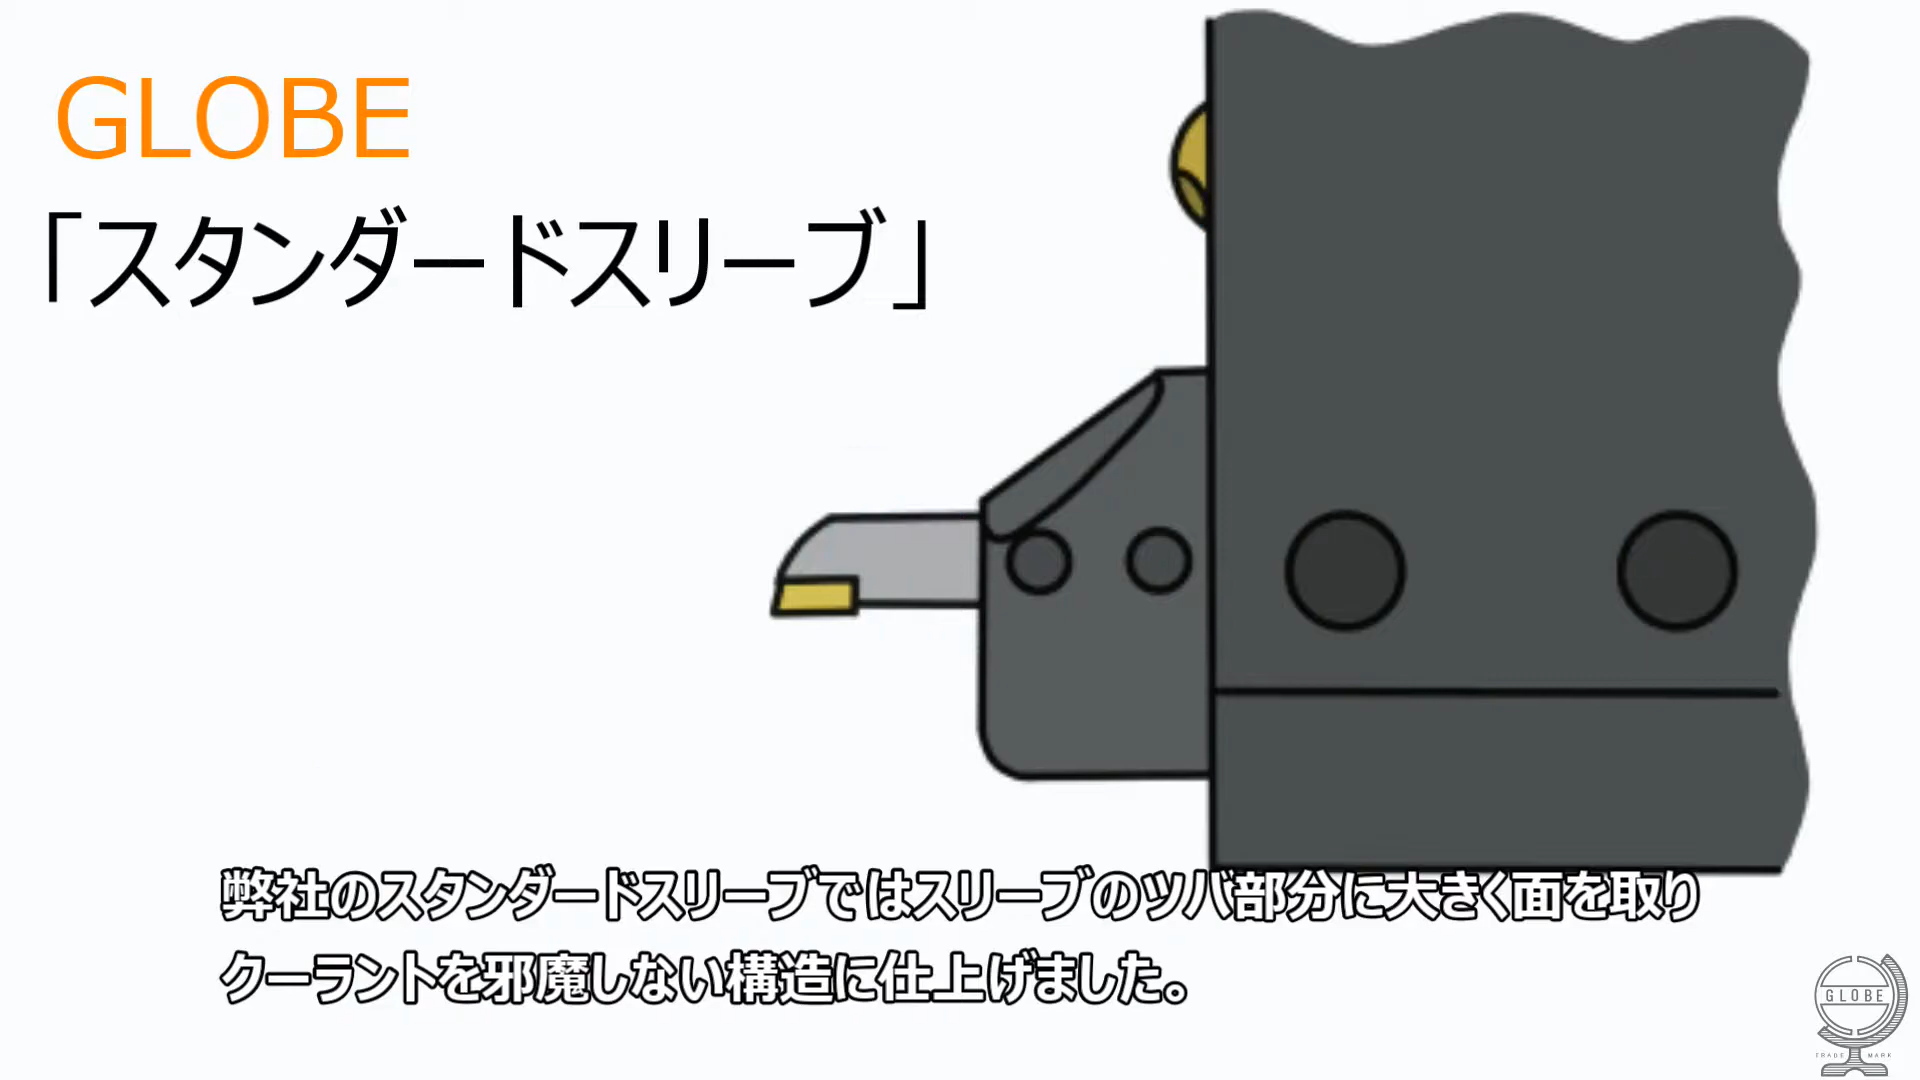 GLOBE
「スタンダードスリーブ」
弊社のスタンダードスリーブではスリーブのツバ部分に大きく面を取り
クーラントを邪魔しない構造に仕上げました。
GLOBE
TRADE MARK